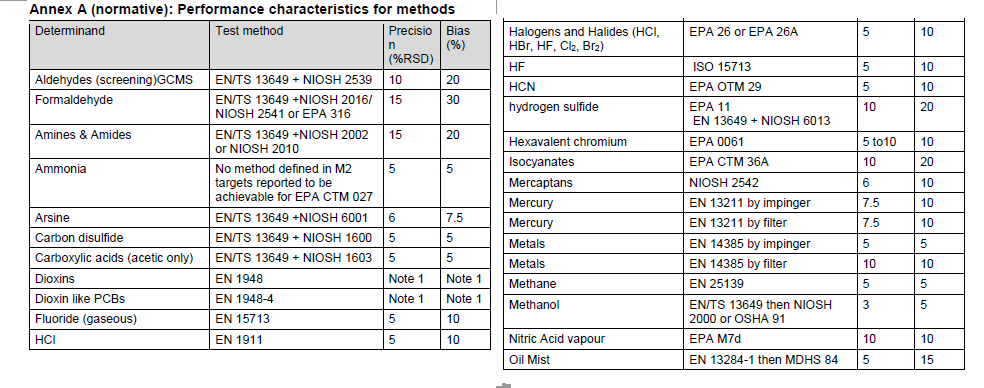 Annex A (normative): Performance characteristics for methods
Determinand Test method Precisio Bias
n (%)
(%RSD)
Aldehydes (screening)GCMS EN/TS 13649 + NIOSH 2539 10 20
Formaldehyde EN/TS 13649 +NIOSH 2016/ 15 30
NIOSH 2541 or EPA 316
Amines & Amides EN/TS 13649 +NIOSH 2002 15 20
or NIOSH 2010
Ammonia No method defined in M2 5 5
targets reported to be
achievable for EPA CTM 027
Arsine EN/TS 13649 +NIOSH 6001 6 7.5
Carbon disulfide EN/TS 13649 + NIOSH 1600 5 5
Carboxylic acids (acetic only) EN/TS 13649 + NIOSH 1603 5 5
Dioxins EN 1948 Note 1 Note 1
Dioxin like PCBs EN 1948-4 Note 1 Note 1
Fluoride (gaseous) EN 15713 5 10
HCl EN 1911 5 10
Halogens and Halides (HCl, EPA 26 or EPA 26A 5 10
HBr, HF, Cl₂, Br₂)
HF ISO 15713 5 10
HCN EPA OTM 29 5 10
hydrogen sulfide EPA 11 10 20
EN 13649 + NIOSH 6013
Hexavalent chromium EPA 0061 5 to10 10
Isocyanates EPA CTM 36A 10 20
Mercaptans NIOSH 2542 6 10
Mercury EN 13211 by impinger 7.5 10
Mercury EN 13211 by filter 7.5 10
Metals EN 14385 by impinger 5 5
Metals EN 14385 by filter 10 10
Methane EN 25139 5 5
Methanol EN/TS 13649 then NIOSH 3 5
2000 or OSHA 91
Nitric Acid vapour EPA M7d 10 10
Oil Mist EN 13284-1 then MDHS 84 5 15